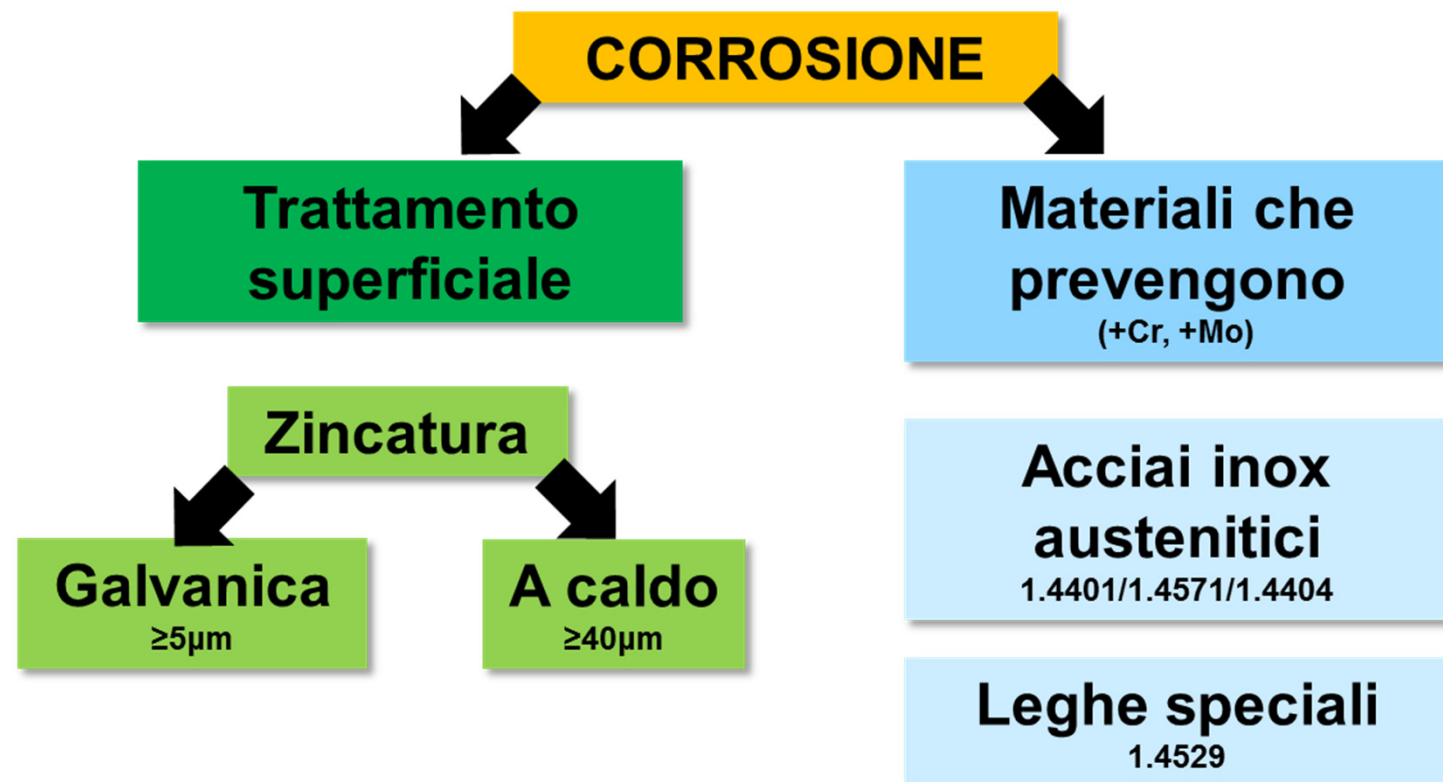 CORROSIONE
Trattamento
superficiale
Materiali che
prevengono
(+Cr, +Mo)
Zincatura
Galvanica
≥5µm
A caldo
≥40µm
Acciai inox
austenitici
1.4401/1.4571/1.4404
Leghe speciali
1.4529